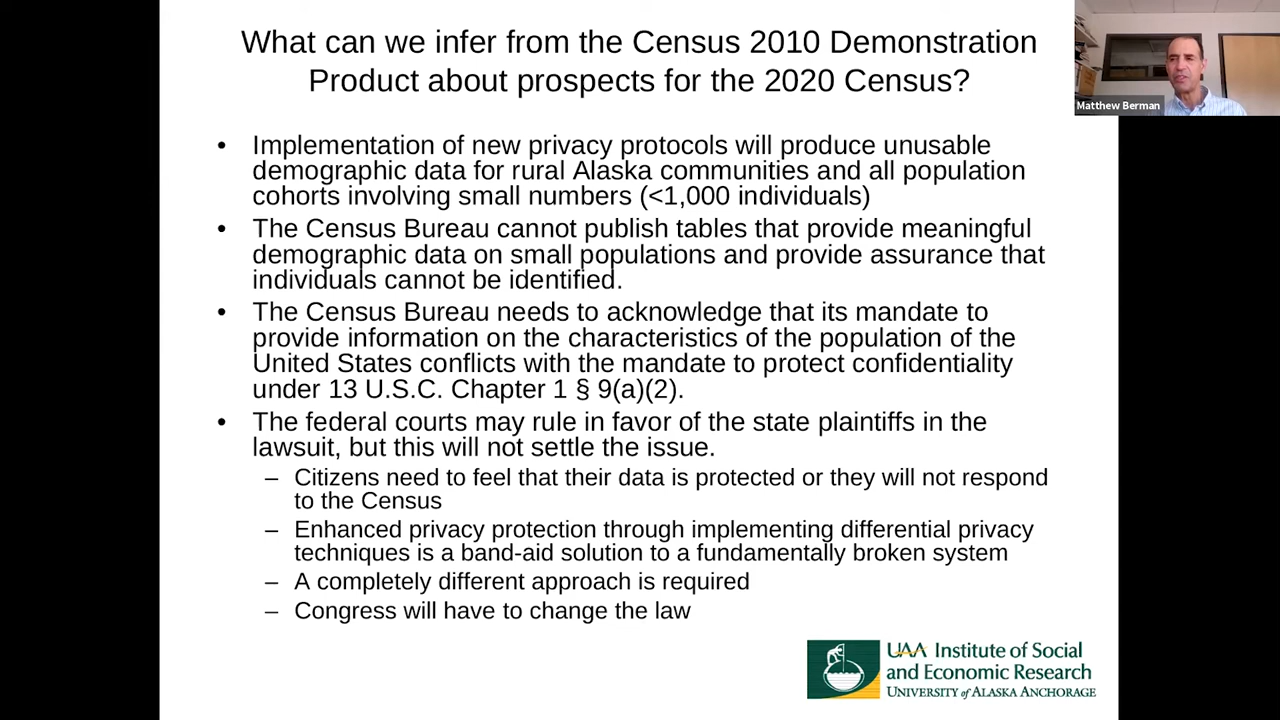 What can we infer from the Census 2010 Demonstration
Product about prospects for the 2020 Census?
Matthew Berman
• Implementation of new privacy protocols will produce unusable
demographic data for rural Alaska communities and all population
cohorts involving small numbers (<1,000 individuals)
• The Census Bureau cannot publish tables that provide meaningful
demographic data on small populations and provide assurance that
individuals cannot be identified.
• The Census Bureau needs to acknowledge that its mandate to
provide information on the characteristics of the population of the
United States conflicts with the mandate to protect confidentiality
under 13 U.S.C. Chapter 1 § 9(a)(2).
• The federal courts may rule in favor of the state plaintiffs in the
lawsuit, but this will not settle the issue.
– Citizens need to feel that their data is protected or they will not respond
to the Census
– Enhanced privacy protection through implementing differential privacy
techniques is a band-aid solution to a fundamentally broken system
– A completely different approach is required
– Congress will have to change the law
UAA Institute of Social
and Economic Research
UNIVERSITY of ALASKA ANCHORAGE